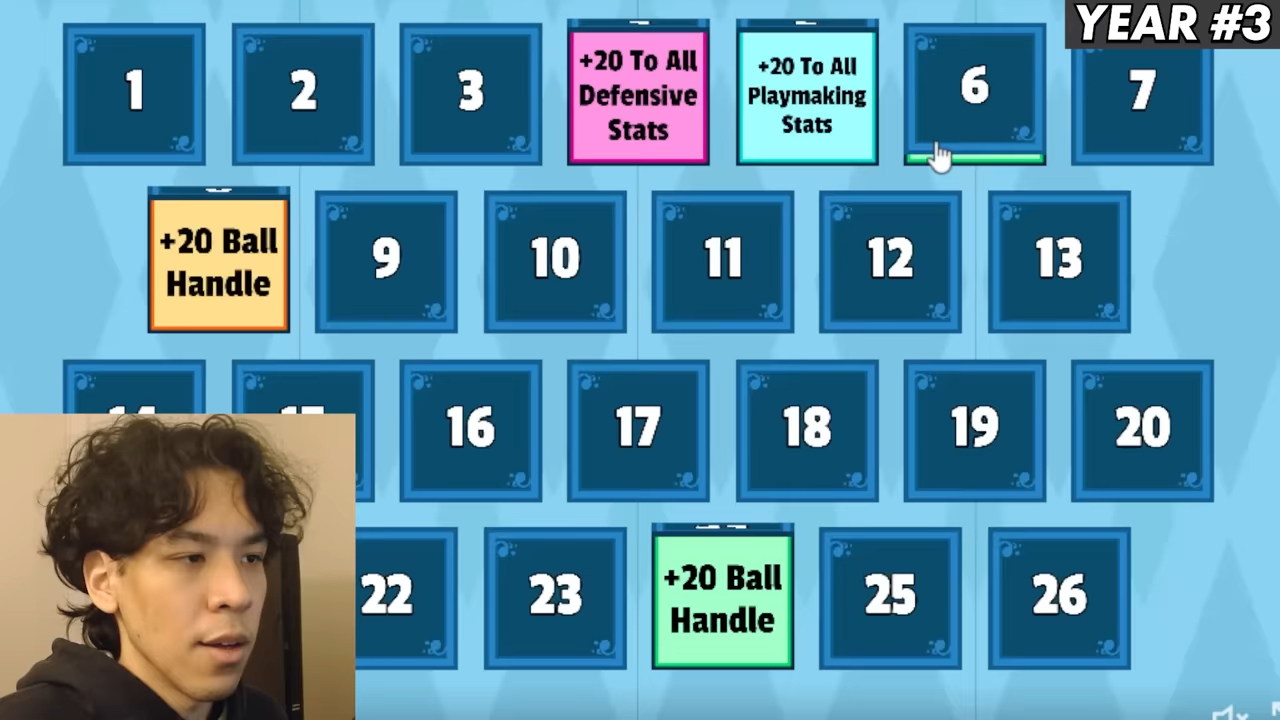 YEAR #3
1
2
3
+20 To All
Defensive
Stats
+20 To All
Playmaking
Stats
6
7
+20 Ball
Handle
9
10
11
12
13
16
17
18
19
20
22
23
+20 Ball
Handle
25
26